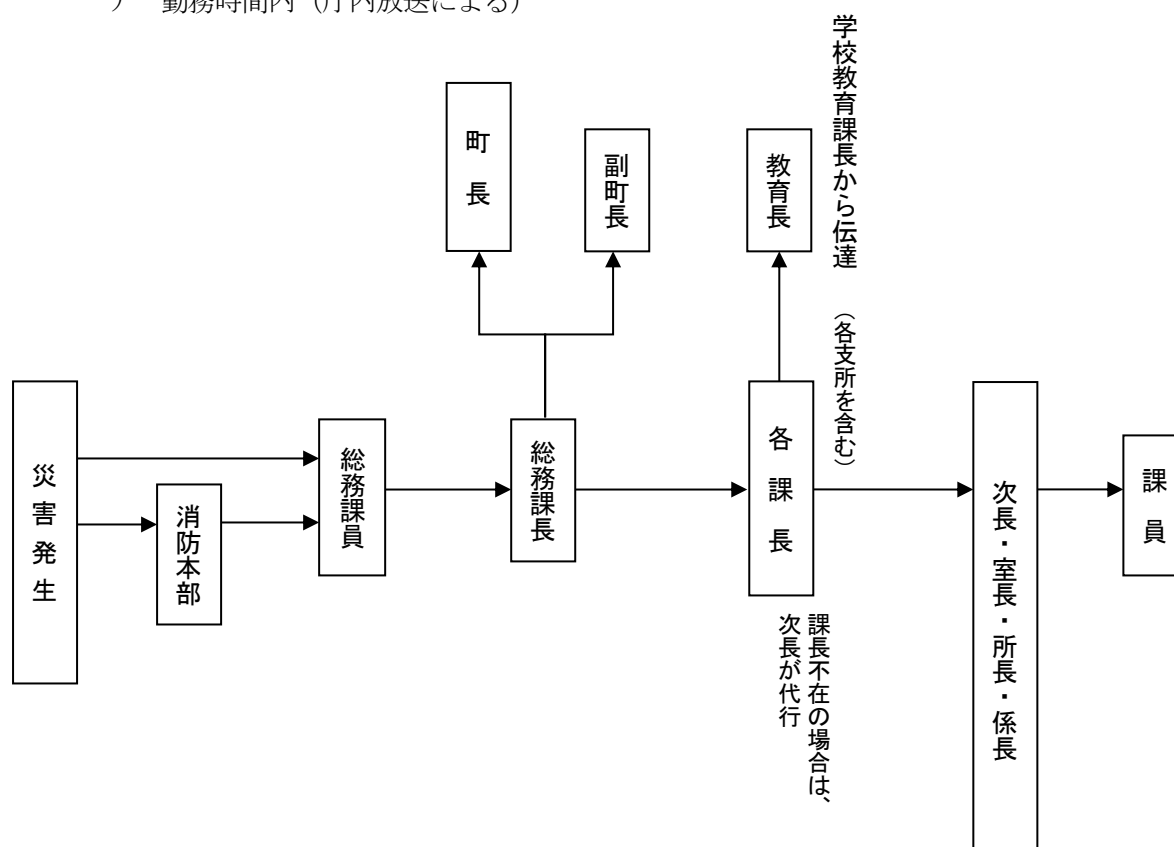 勤務時間内（庁内放送による）
町長
副町長
教育長
学校教育課長から伝達
（各支所を含む）
災害発生
消防本部
総務課員
総務課長
各課長
課長不在の場合は、
次長が代行
次長・室長・所長・係長
課員